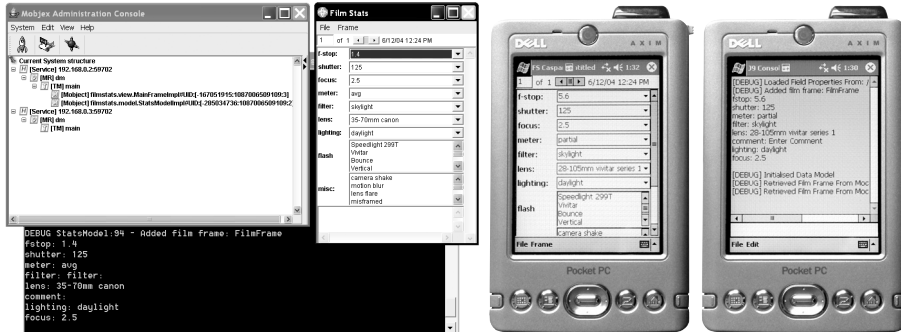 Mobjex Administration Console
System Edit View Help
Current System structure
[Service] 192.168.0.2:59702
[MR] dm
[TM] main
[Mobject] filmstats.view.MainFrameImpl#UID:[-167051915:1087006509109:3]
[Mobject] filmstats.model.StatsModelImpl#UID:[-285034736:1087006509109:2]
[Service] 192.168.0.3:59702
[MR] dm
[TM] main
DEBUG StatsModel:94 - Added film frame: FilmFrame
fstop: 1.4
shutter: 125
meter: avg
filter: filter:
lens: 35-70mm canon
comment:
lighting: daylight
focus: 2.5
Film Stats
File Frame
1 of 1 6/12/04 12:24 PM
f-stop: 1.4
shutter: 125
focus: 2.5
meter: avg
filter: skylight
lens: 35-70mm canon
lighting: daylight
flash
Speedlight 299T
Vivitar
Bounce
Vertical
misc:
camera shake
motion blur
lens flare
misframed
DELL AXIM
1:32
1 of 1 6/12/04 12:24 PM
f-stop: 5.6
shutter: 125
focus: 2.5
meter: partial
filter: skylight
lens: 28-105mm vivitar series 1
lighting: daylight
flash
Speedlight 299T
Vivitar
Bounce
Vertical
camera shake
File Frame
Pocket PC
DELL AXIM
1:30
[DEBUG] Loaded Field Properties From: /
[DEBUG] Added film frame: FilmFrame
fstop: 5.6
shutter: 125
meter: partial
filter: skylight
lens: 28-105mm vivitar series 1
comment: Enter Comment
lighting: daylight
focus: 2.5
[DEBUG] Initialised Data Model
[DEBUG] Retrieved Film Frame From Moc
[DEBUG] Retrieved Film Frame From Moc
File Edit
Pocket PC